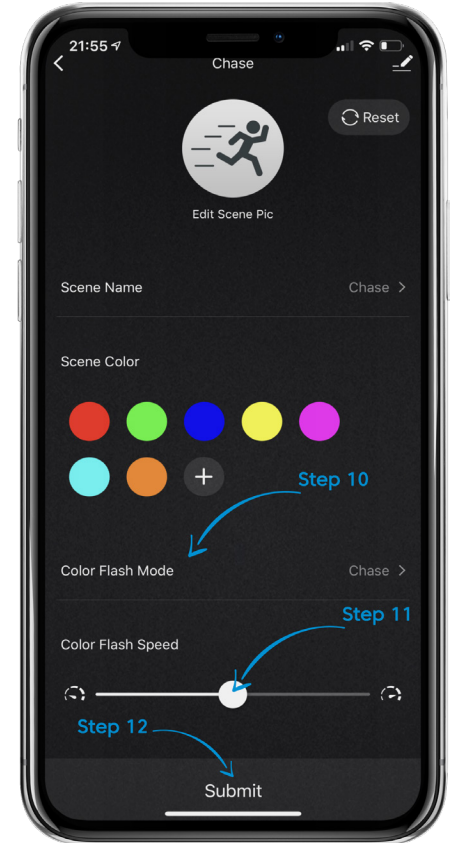 21:55
Chase
Reset
Edit Scene Pic
Scene Name
Chase
Scene Color
Step 10
Color Flash Mode
Chase
Step 11
Color Flash Speed
Step 12
Submit